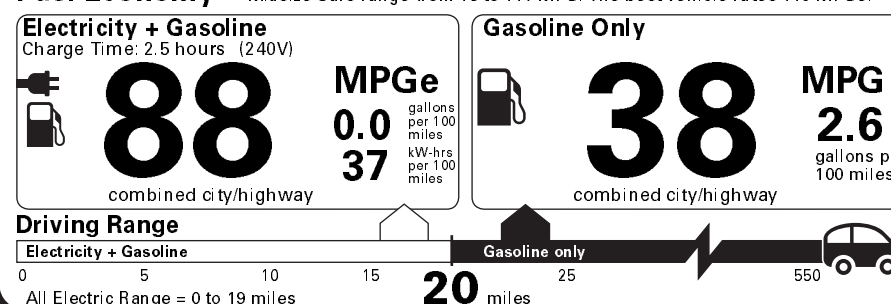 Electricity + Gasoline
Charge Time: 2.5 hours (240V)
88
MPGe
0.0 gallons per 100 miles
37 kW-hrs per 100 miles
combined city/highway
Gasoline Only
38
MPG
2.6
gallons p
100 miles
combined city/highway
Driving Range
Electricity + Gasoline
Gasoline only
0 5 10 15 20 miles 25 550
All Electric Range = 0 to 19 miles